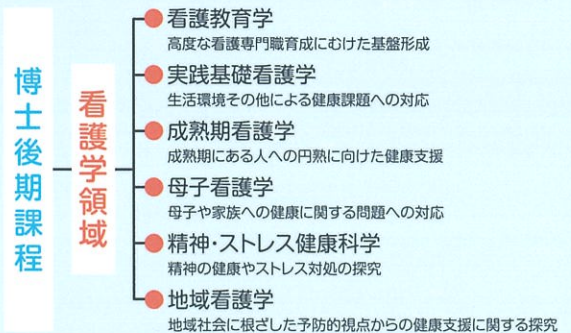 博士後期課程
看護学領域
看護教育学
高度な看護専門職育成にむけた基盤形成
実践基礎看護学
生活環境その他による健康課題への対応
成熟期看護学
成熟期にある人への円熟に向けた健康支援
母子看護学
母子や家族への健康に関する問題への対応
精神・ストレス健康科学
精神の健康やストレス対処の探究
地域看護学
地域社会に根ざした予防的視点からの健康支援に関する探究